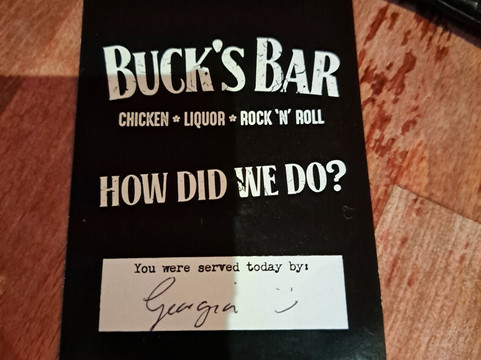 BUCK'S BAR
CHICKEN * LIQUOR * ROCK 'N' ROLL
HOW DID WE DO?
You were served today by:
Georgia :)